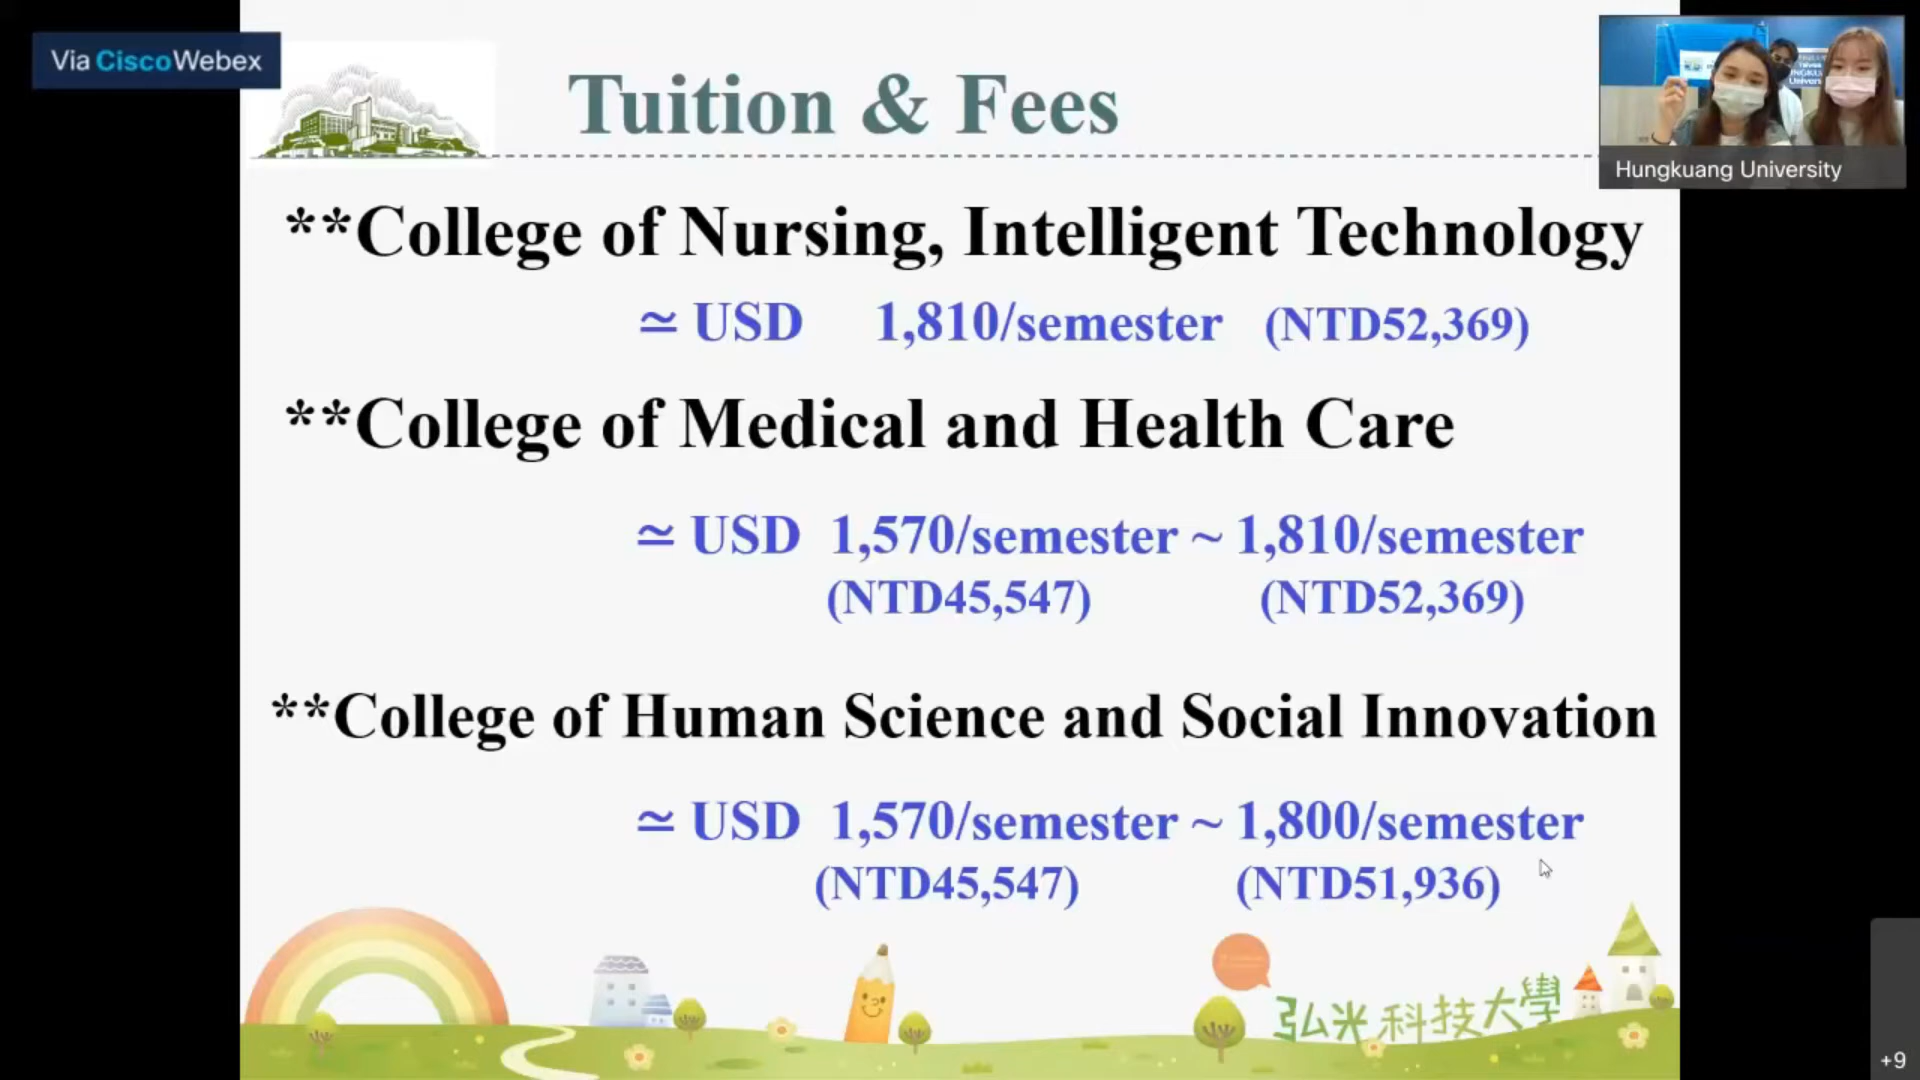 Via CiscoWebex
Tuition & Fees
Hungkuang University
**College of Nursing, Intelligent Technology
≃ USD 1,810/semester (NTD52,369)
**College of Medical and Health Care
≃ USD 1,570/semester ~ 1,810/semester
(NTD45,547) (NTD52,369)
**College of Human Science and Social Innovation
≃ USD 1,570/semester ~ 1,800/semester
(NTD45,547) (NTD51,936)
弘光科技大學
+9